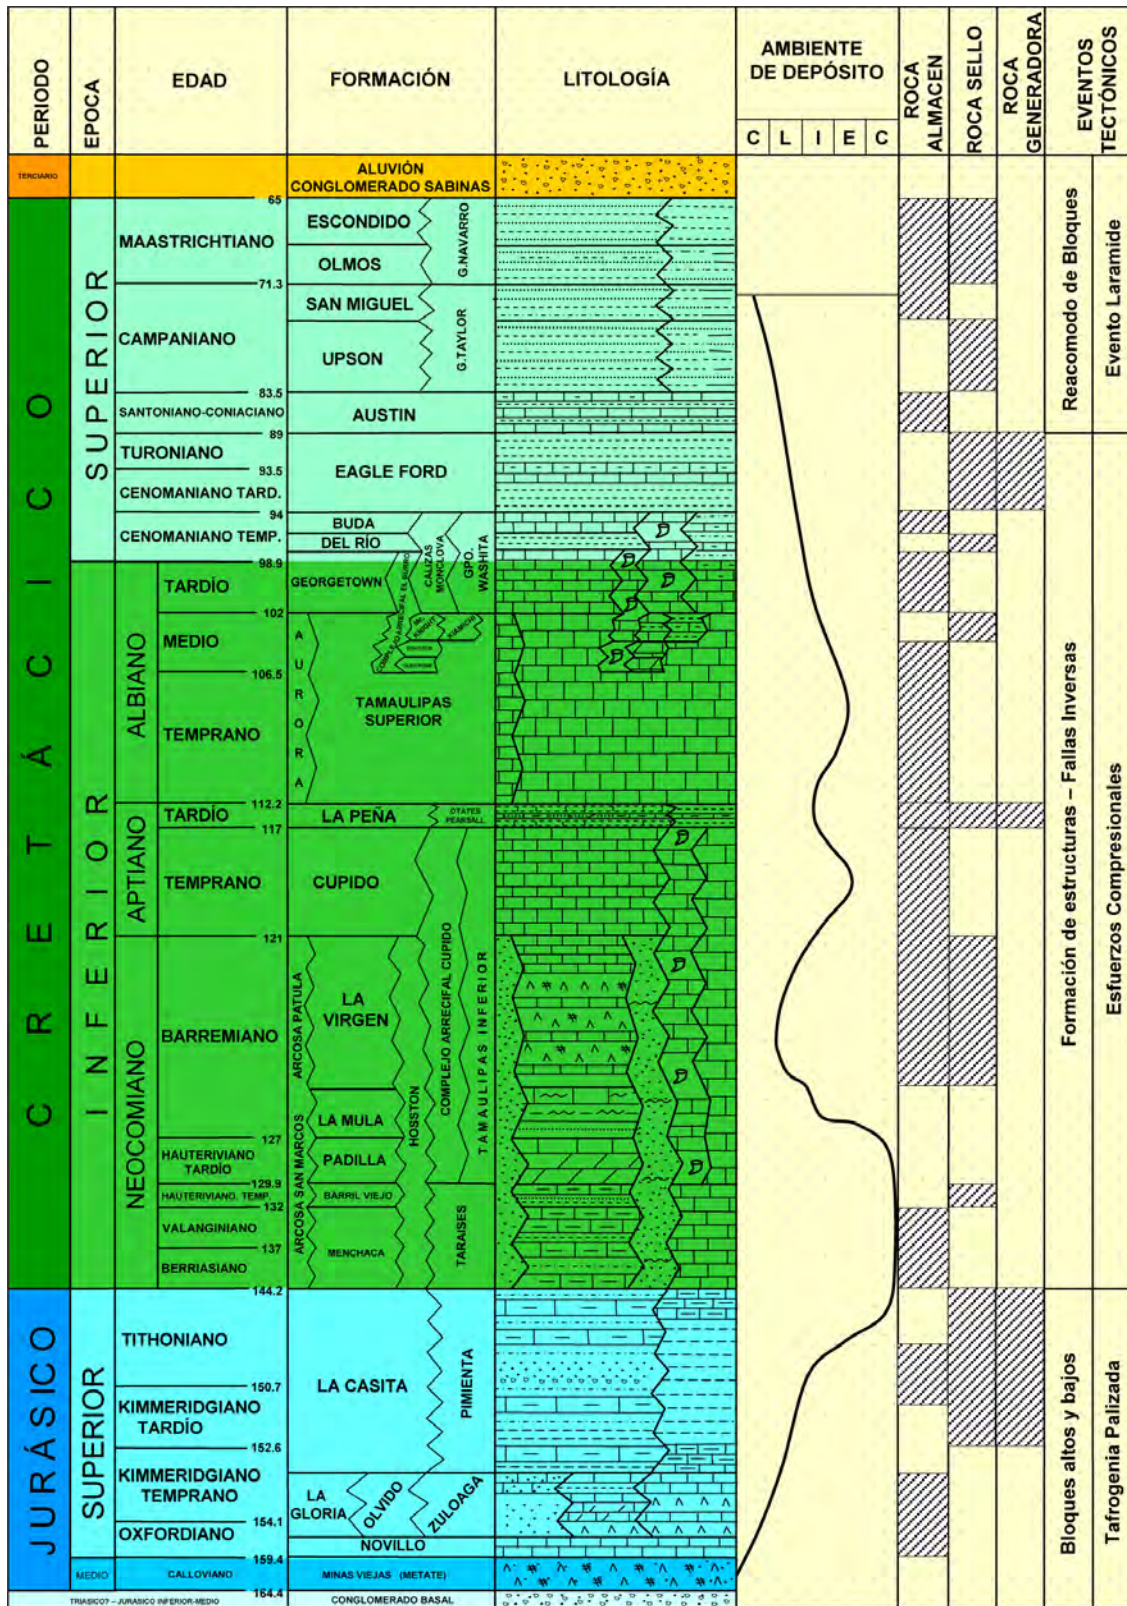 PERIODO
EPOCA
EDAD
FORMACIÓN
LITOLOGÍA
AMBIENTE
DE DEPÓSITO
C L I E C
ROCA
ALMACEN
ROCA SELLO
ROCA
GENERADORA
EVENTOS
TECTÓNICOS
TERCIARIO
ALUVIÓN
CONGLOMERADO SABINAS
65
CRETÁCICO
SUPERIOR
MAASTRICHTIANO
ESCONDIDO
OLMOS
G.NAVARRO
71.3
CAMPANIANO
SAN MIGUEL
UPSON
G.TAYLOR
83.5
SANTONIANO-CONIACIANO
AUSTIN
89
TURONIANO
93.5
EAGLE FORD
CENOMANIANO TARD.
94
CENOMANIANO TEMP.
BUDA
DEL RÍO
98.9
CALIZAS
MONCLOVA
GPO.
WASHITA
INFERIOR
ALBIANO
TARDÍO
GEORGETOWN
COMPLEJO ARRECIFAL EL BURRO
102
MEDIO
Mc.
KNIGHT
KIAMICHI
106.5
AURORA
TAMAULIPAS
SUPERIOR
TEMPRANO
112.2
APTIANO
TARDÍO
LA PEÑA
OTATES
PEARSALL
117
TEMPRANO
CUPIDO
121
NEOCOMIANO
BARREMIANO
ARCOSA PATULA
LA
VIRGEN
LA MULA
HOSSTON
COMPLEJO ARRECIFAL CUPIDO
TAMAULIPAS INFERIOR
127
HAUTERIVIANO
TARDÍO
ARCOSA SAN MARCOS
PADILLA
129.9
HAUTERIVIANO. TEMP.
BARRIL VIEJO
132
VALANGINIANO
137
MENCHACA
TARAISES
BERRIASIANO
144.2
JURÁSICO
SUPERIOR
TITHONIANO
150.7
LA CASITA
PIMIENTA
KIMMERIDGIANO
TARDÍO
152.6
KIMMERIDGIANO
TEMPRANO
LA
GLORIA
OLVIDO
ZULOAGA
154.1
OXFORDIANO
NOVILLO
159.4
MEDIO
CALLOVIANO
MINAS VIEJAS (METATE)
164.4
TRIASICO? – JURASICO INFERIOR-MEDIO
CONGLOMERADO BASAL
Reacomodo de Bloques
Evento Laramide
Formación de estructuras – Fallas Inversas
Esfuerzos Compresionales
Bloques altos y bajos
Tafrogenia Palizada